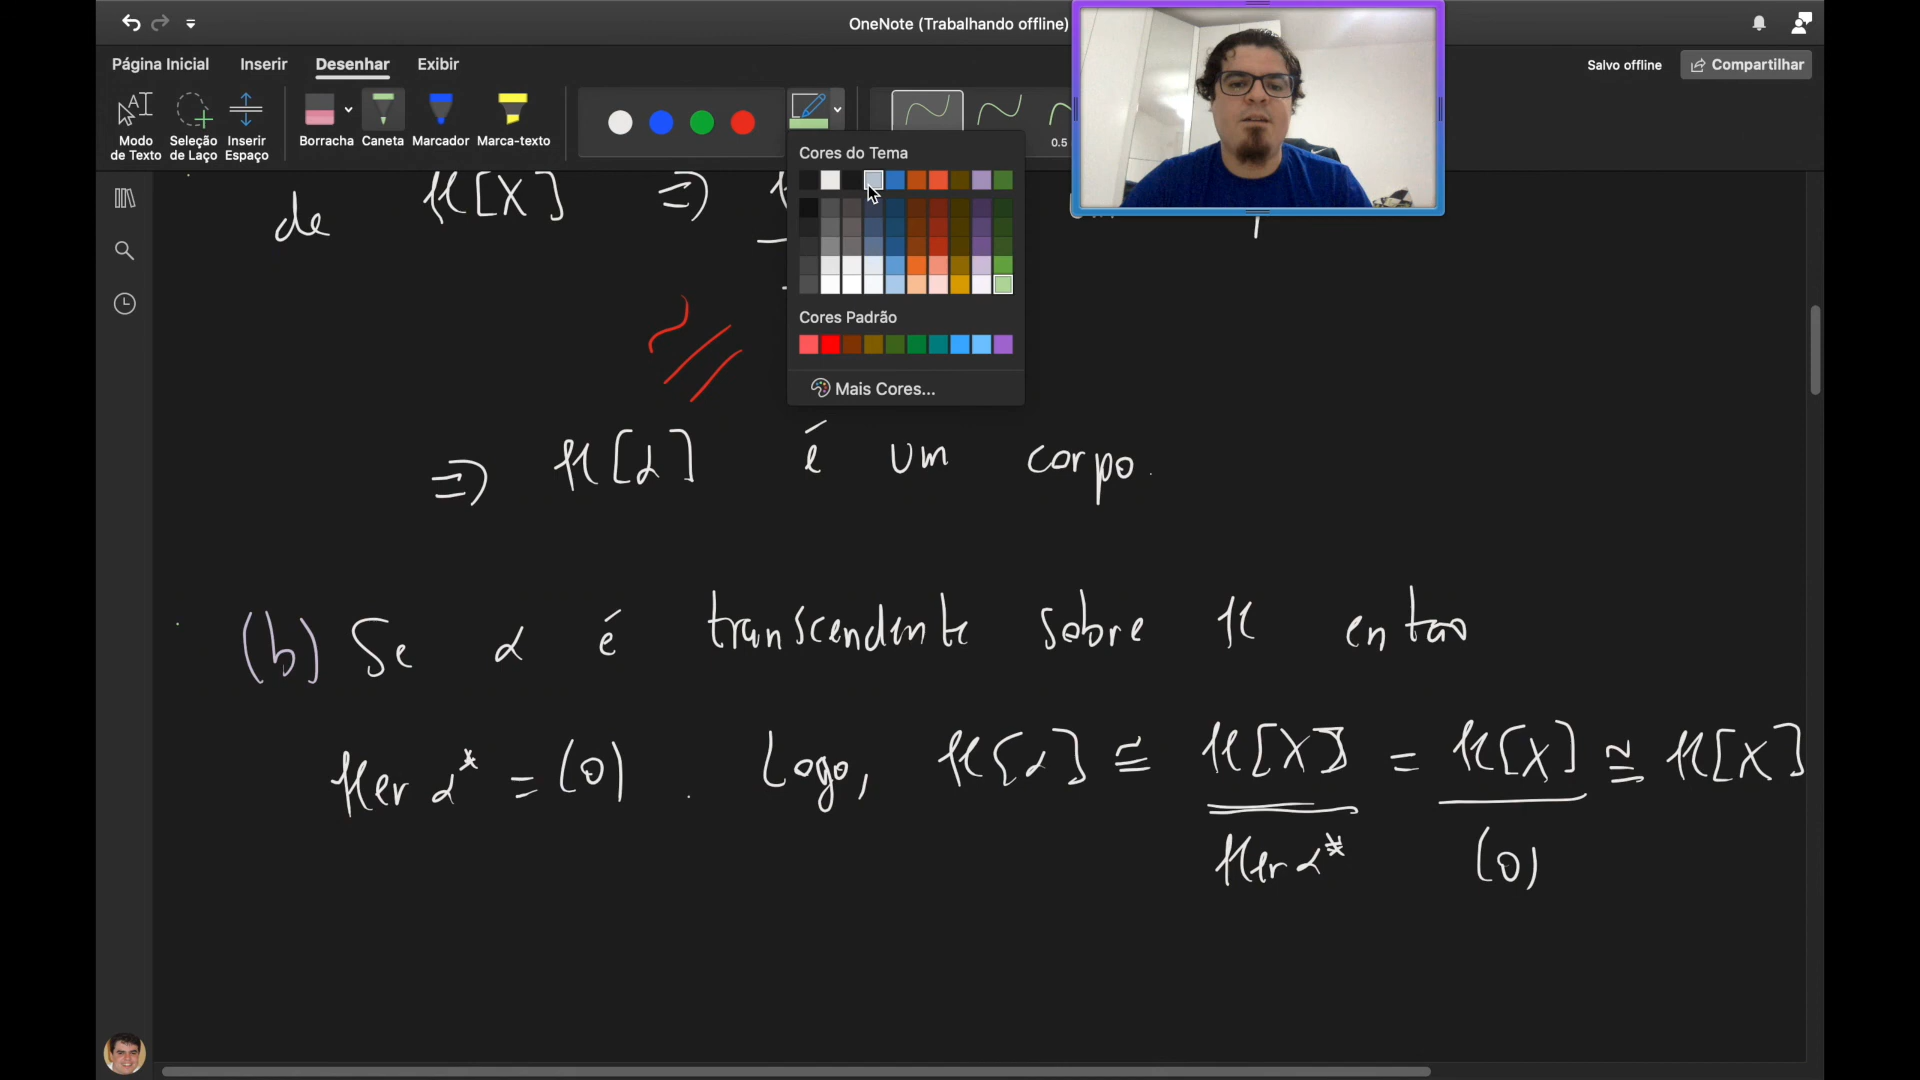 OneNote (Trabalhando offline)
Página Inicial Inserir Desenhar Exibir
Salvo offline Compartilhar
Modo de Texto
Seleção de Laço
Inserir Espaço
Borracha Caneta Marcador Marca-texto
0.5
Cores do Tema
Cores Padrão
Mais Cores...
de K[X] ⇒
⇒ K[α] é um corpo.
(b) Se α é transcendente sobre K entao
Ker α* = (0). Logo, K[α] ≅ K[X] = K[X] ≅ K[X]
Ker α* (0)